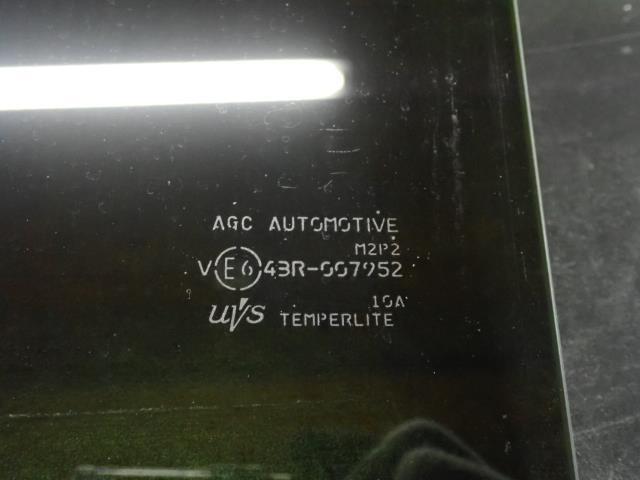 AGC AUTOMOTIVE
M2P2
V E6 43R-007952
10A
uvs TEMPERLITE